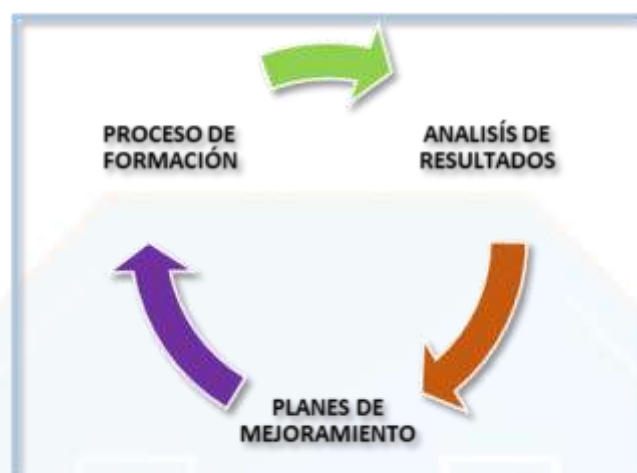 PROCESO DE
FORMACIÓN
ANALISÍS DE
RESULTADOS
PLANES DE
MEJORAMIENTO